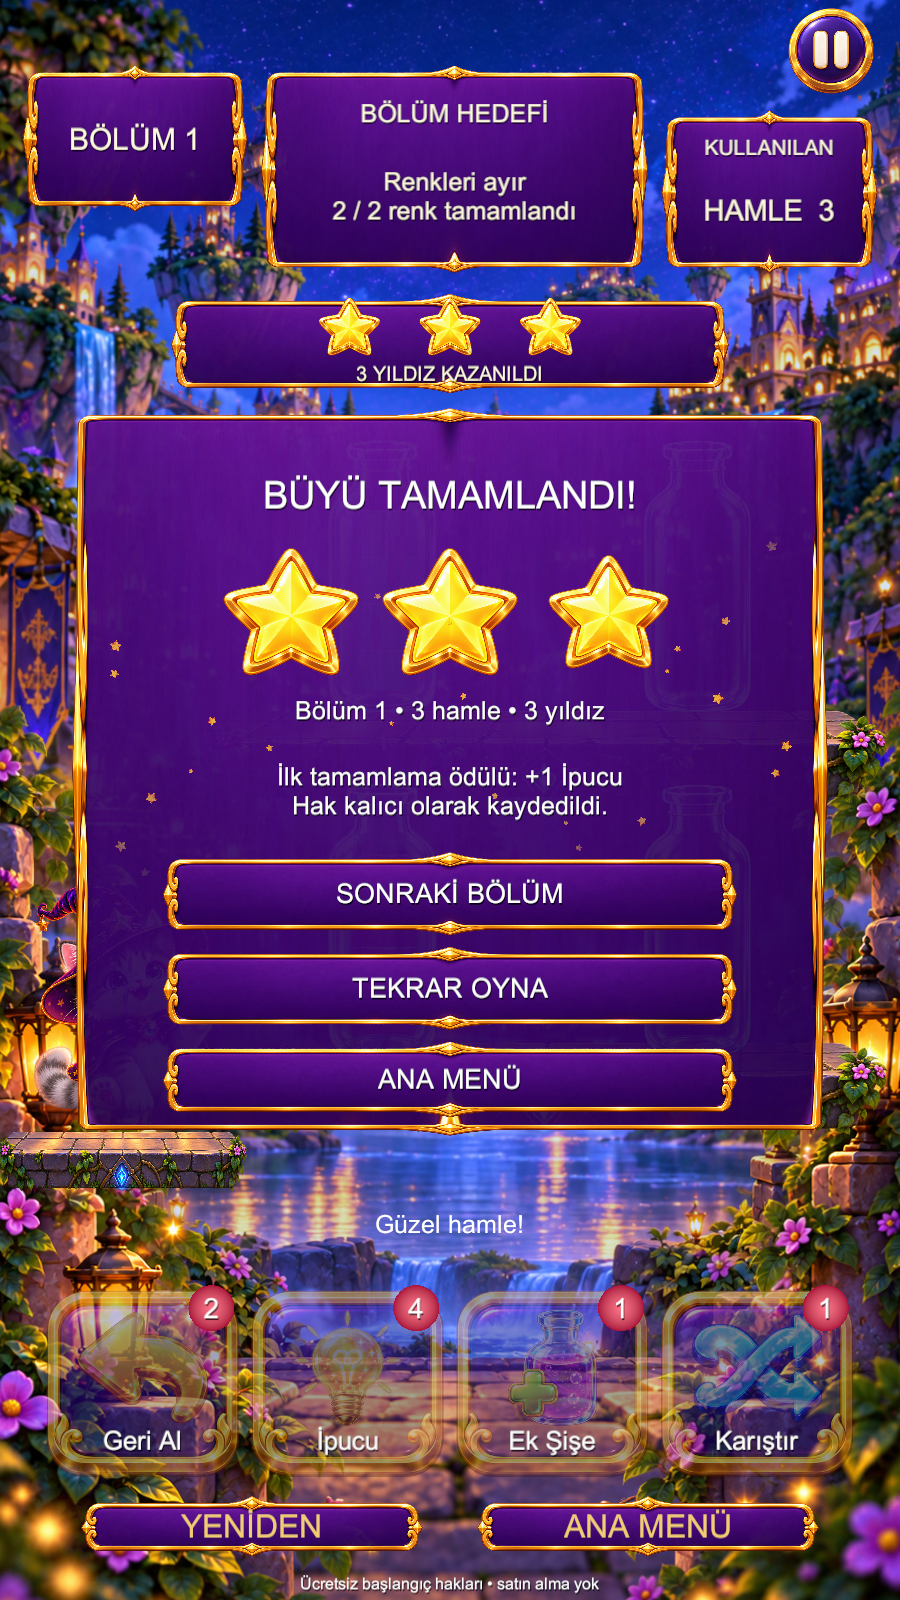 BÖLÜM 1
BÖLÜM HEDEFİ
Renkleri ayır
2 / 2 renk tamamlandı
KULLANILAN
HAMLE 3
3 YILDIZ KAZANILDI
BÜYÜ TAMAMLANDI!
Bölüm 1 • 3 hamle • 3 yıldız
İlk tamamlama ödülü: +1 İpucu
Hak kalıcı olarak kaydedildi.
SONRAKİ BÖLÜM
TEKRAR OYNA
ANA MENÜ
Güzel hamle!
2
4
1
1
Geri Al
İpucu
Ek Şişe
Karıştır
YENİDEN
ANA MENÜ
Ücretsiz başlangıç hakları • satın alma yok